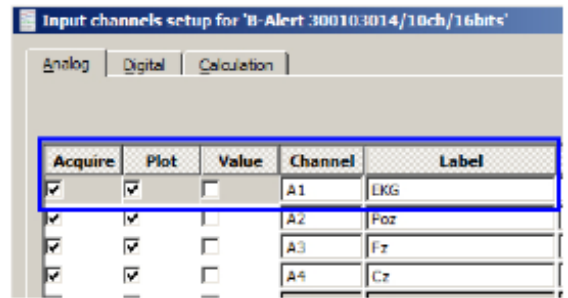 Input channels setup for 'B-Alert 300103014/10ch/16bits'
Analog Digital Calculation
Acquire Plot Value Channel Label
A1 EKG
A2 Poz
A3 Fz
A4 Cz